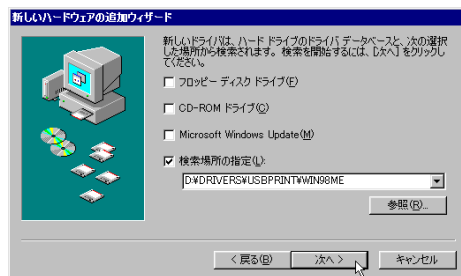 新しいハードウェアの追加ウィザード
新しいドライバは、ハード ドライブのドライバ データベースと、次の選択
した場所から検索されます。 検索を開始するには、[次へ] をクリックし
てください。
フロッピー ディスク ドライブ(F)
CD-ROM ドライブ(C)
Microsoft Windows Update(M)
検索場所の指定(L):
D:¥DRIVERS¥USBPRINT¥WIN98ME
参照(R)...
< 戻る(B)
次へ >
キャンセル